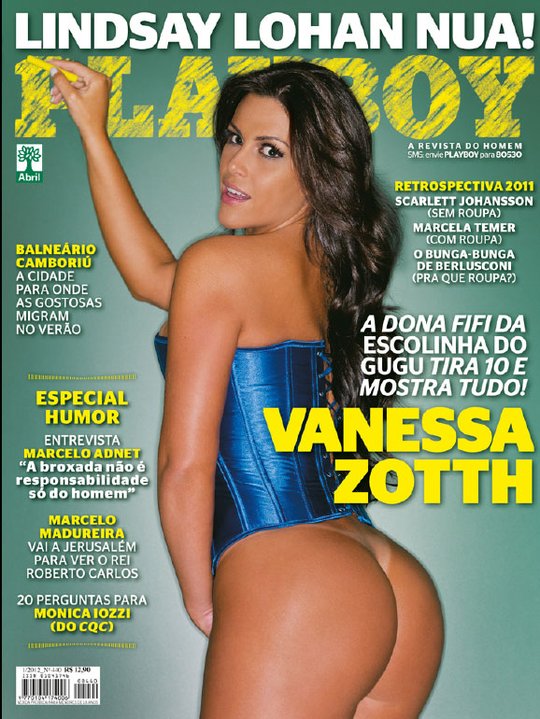 LINDSAY LOHAN NUA!
PLAYBOY
A REVISTA DO HOMEM
SMS: envie PLAYBOY para 80530
Abril
RETROSPECTIVA 2011
SCARLETT JOHANSSON
(SEM ROUPA)
MARCELA TEMER
(COM ROUPA)
O BUNGA-BUNGA
DE BERLUSCONI
(PRA QUE ROUPA?)
BALNEÁRIO
CAMBORIÚ
A CIDADE
PARA ONDE
AS GOSTOSAS
MIGRAM
NO VERÃO
A DONA FIFI DA
ESCOLINHA DO
GUGU TIRA 10 E
MOSTRA TUDO!
VANESSA
ZOTTH
ESPECIAL
HUMOR
ENTREVISTA
MARCELO ADNET
“A broxada não é
responsabilidade
só do homem”
MARCELO
MADUREIRA
VAI A JERUSALÉM
PARA VER O REI
ROBERTO CARLOS
20 PERGUNTAS PARA
MONICA IOZZI
(DO CQC)
1/2012_Nº 440 R$ 12,90